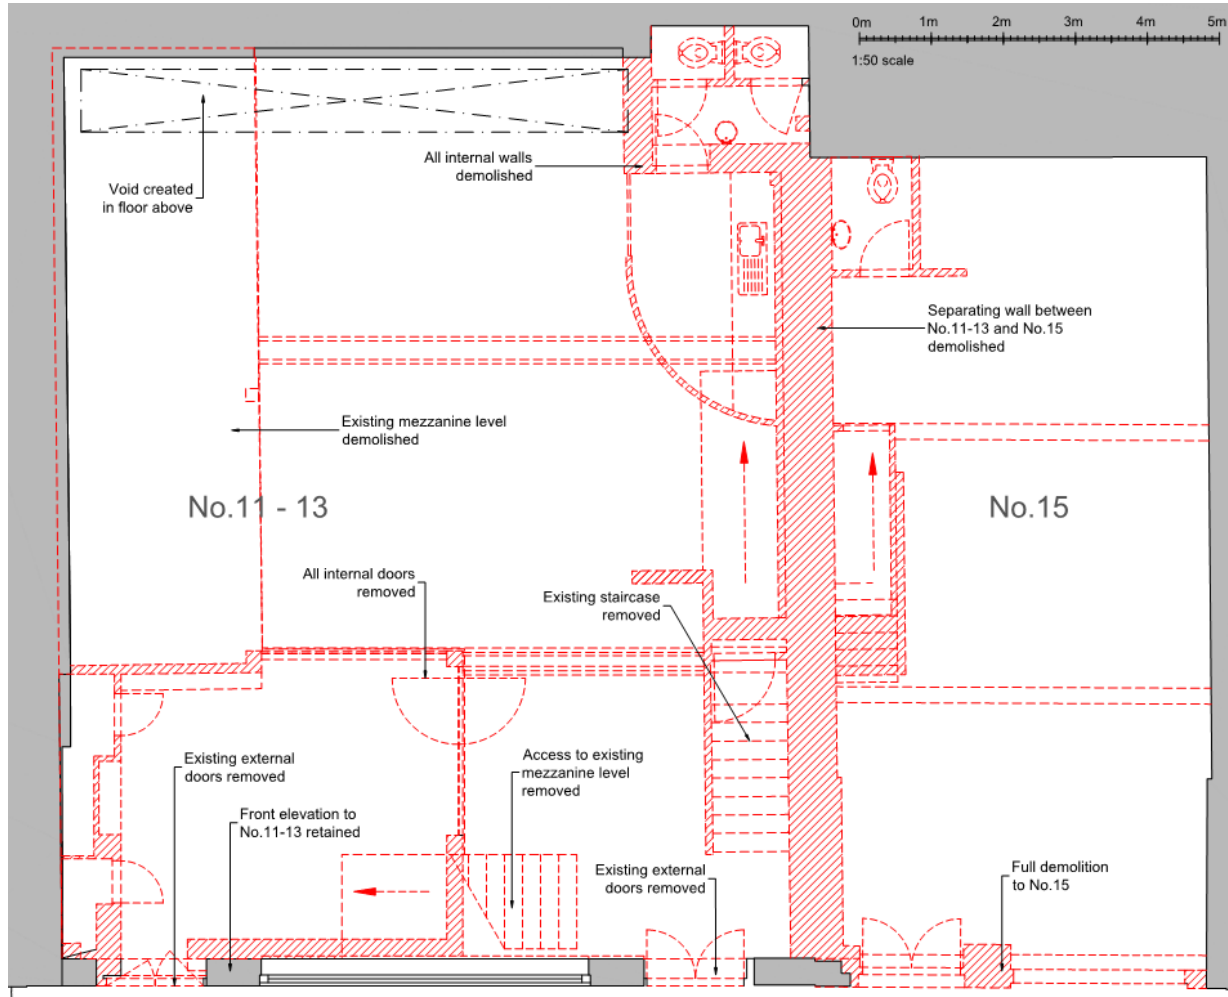 0m 1m 2m 3m 4m 5m
1:50 scale
All internal walls
demolished
Void created
in floor above
Separating wall between
No.11-13 and No.15
demolished
Existing mezzanine level
demolished
No.11 - 13
No.15
All internal doors
removed
Existing staircase
removed
Existing external
doors removed
Access to existing
mezzanine level
removed
Front elevation to
No.11-13 retained
Existing external
doors removed
Full demolition
to No.15